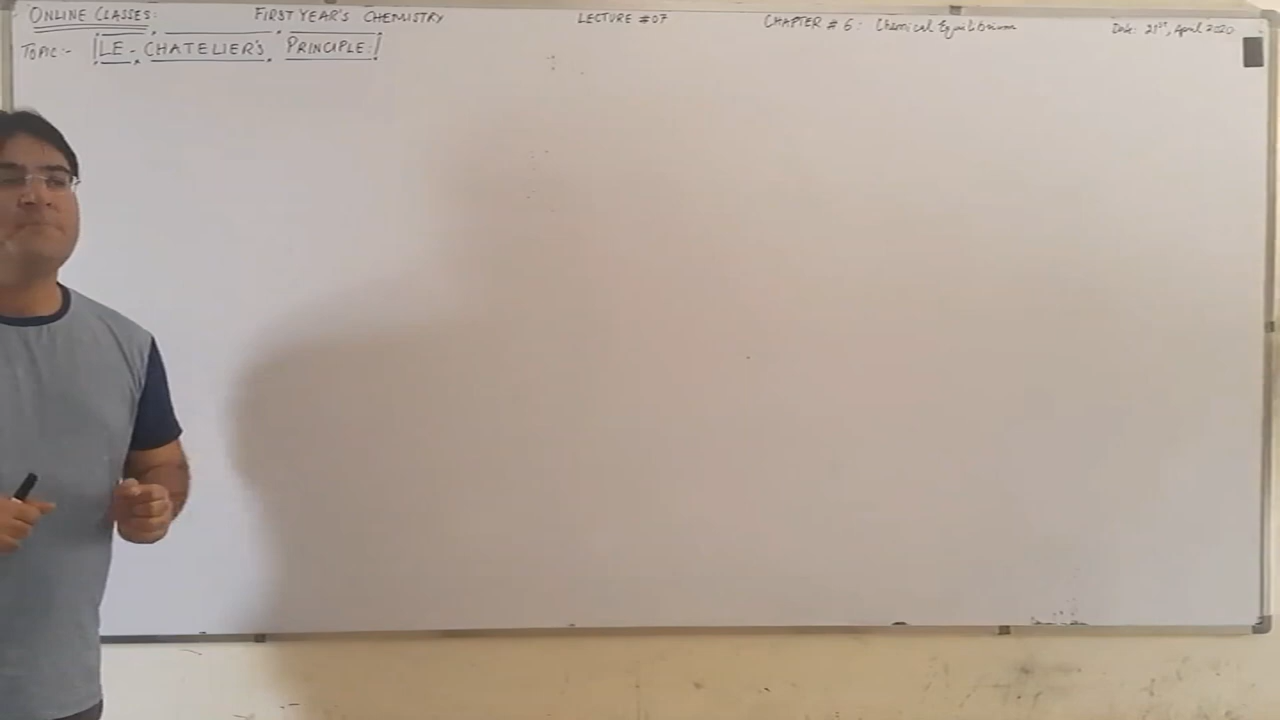 ONLINE CLASSES: FIRST YEAR'S CHEMISTRY LECTURE #07 CHAPTER # 6: Chemical Equilibrium Date: 21st, April 2020
TOPIC:- LE-CHATELIER'S PRINCIPLE: